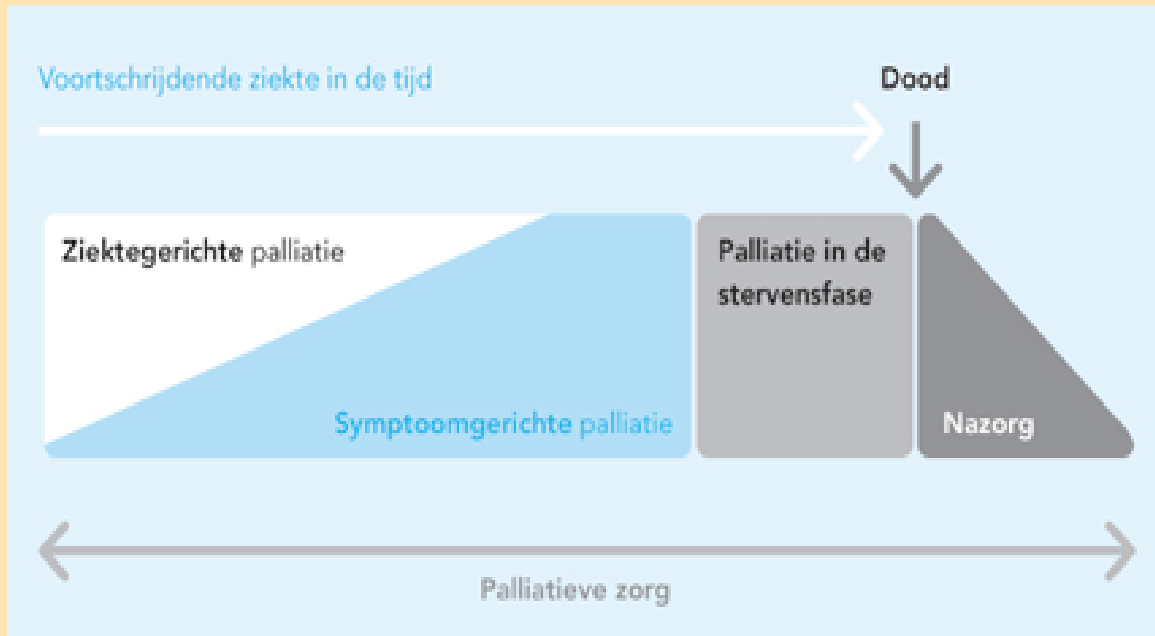 Voortschrijdende ziekte in de tijd
Dood
Ziektegerichte palliatie
Palliatie in de
stervensfase
Symptoomgerichte palliatie
Nazorg
Palliatieve zorg